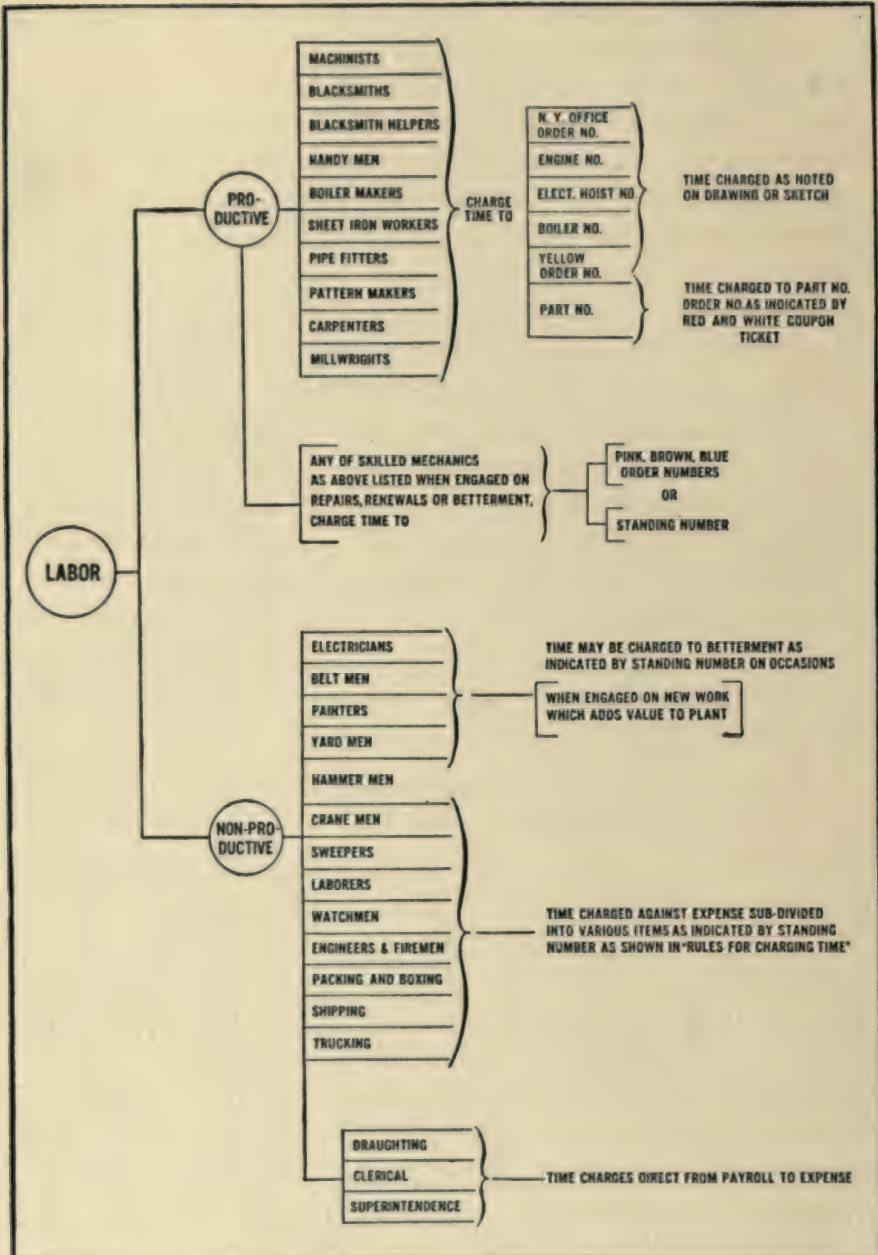 MACHINISTS
BLACKSMITHS
BLACKSMITH HELPERS
HANDY MEN
BOILER MAKERS
SHEET IRON WORKERS
PIPE FITTERS
PATTERN MAKERS
CARPENTERS
MILLWRIGHTS
PRO-
DUCTIVE
CHARGE
TIME TO
N. Y. OFFICE
ORDER NO.
ENGINE NO.
ELECT. HOIST NO
BOILER NO.
YELLOW
ORDER NO.
PART NO.
TIME CHARGED AS NOTED
ON DRAWING OR SKETCH
TIME CHARGED TO PART NO.
ORDER NO. AS INDICATED BY
RED AND WHITE COUPON
TICKET
ANY OF SKILLED MECHANICS
AS ABOVE LISTED WHEN ENGAGED ON
REPAIRS, RENEWALS OR BETTERMENT,
CHARGE TIME TO
PINK, BROWN, BLUE
ORDER NUMBERS
OR
STANDING NUMBER
LABOR
NON-PRO-
DUCTIVE
ELECTRICIANS
BELT MEN
PAINTERS
YARD MEN
HAMMER MEN
CRANE MEN
SWEEPERS
LABORERS
WATCHMEN
ENGINEERS & FIREMEN
PACKING AND BOXING
SHIPPING
TRUCKING
TIME MAY BE CHARGED TO BETTERMENT AS
INDICATED BY STANDING NUMBER ON OCCASIONS
WHEN ENGAGED ON NEW WORK
WHICH ADDS VALUE TO PLANT
TIME CHARGED AGAINST EXPENSE SUB-DIVIDED
INTO VARIOUS ITEMS AS INDICATED BY STANDING
NUMBER AS SHOWN IN "RULES FOR CHARGING TIME"
DRAUGHTING
CLERICAL
SUPERINTENDENCE
TIME CHARGES DIRECT FROM PAYROLL TO EXPENSE